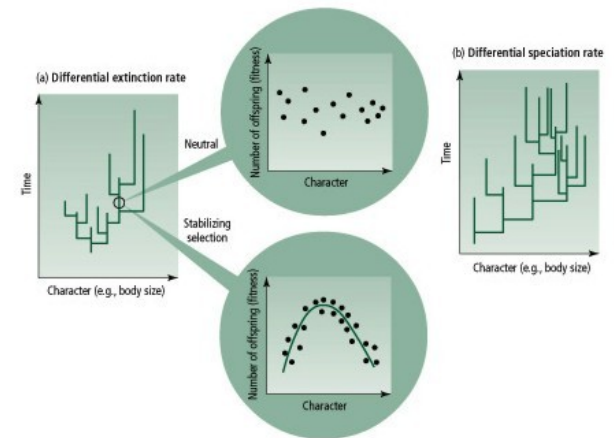 (a) Differential extinction rate
Time
Character (e.g., body size)
Neutral
Stabilizing
selection
Number of offspring (fitness)
Character
Number of offspring (fitness)
Character
(b) Differential speciation rate
Time
Character (e.g., body size)